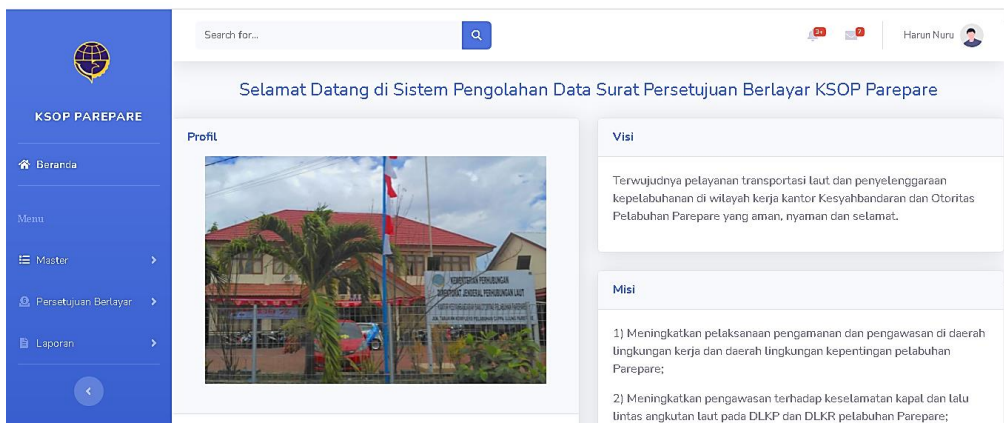 Search for...
3+
7
Harun Nuru
KSOP PAREPARE
Beranda
Menu
Master
Persetujuan Berlayar
Laporan
Selamat Datang di Sistem Pengolahan Data Surat Persetujuan Berlayar KSOP Parepare
Profil
KEMENTERIAN PERHUBUNGAN
DIREKTORAT JENDERAL PERHUBUNGAN LAUT
Visi
Terwujudnya pelayanan transportasi laut dan penyelenggaraan
kepelabuhanan di wilayah kerja kantor Kesyahbandaran dan Otoritas
Pelabuhan Parepare yang aman, nyaman dan selamat.
Misi
1) Meningkatkan pelaksanaan pengamanan dan pengawasan di daerah
lingkungan kerja dan daerah lingkungan kepentingan pelabuhan
Parepare;
2) Meningkatkan pengawasan terhadap keselamatan kapal dan lalu
lintas angkutan laut pada DLKP dan DLKR pelabuhan Parepare;